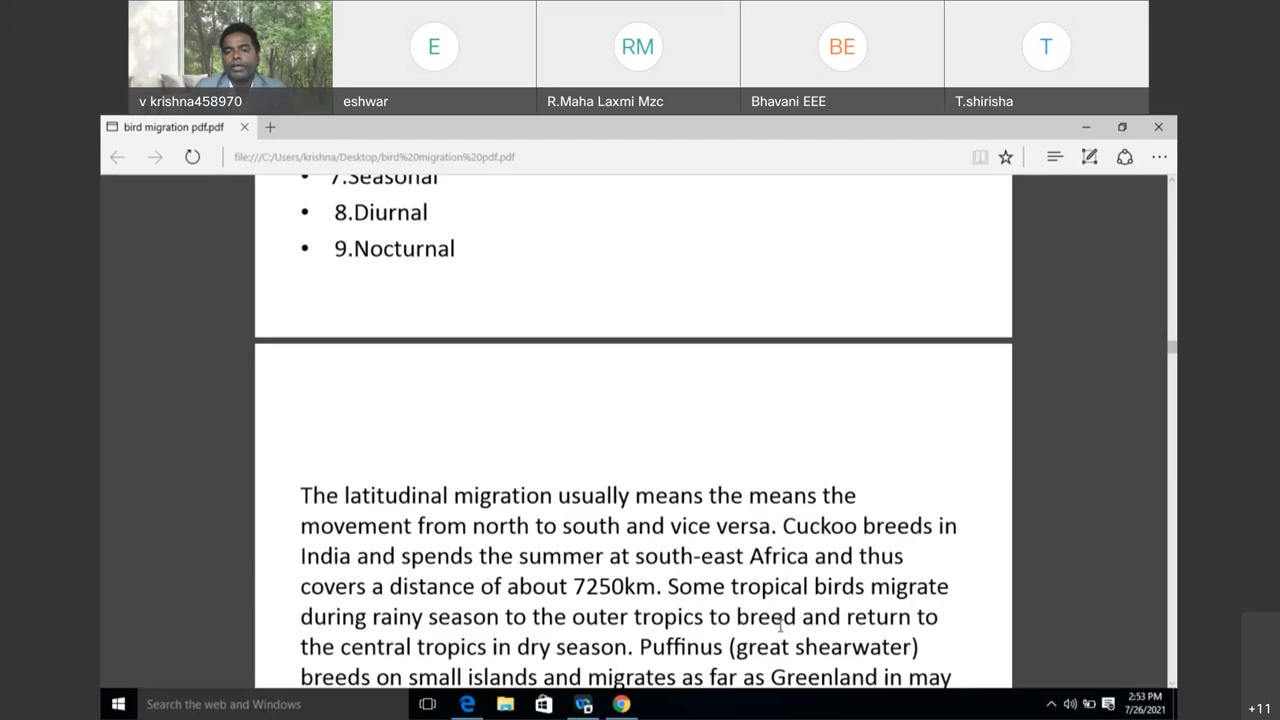 E
RM
BE
T
v krishna458970
eshwar
R.Maha Laxmi Mzc
Bhavani EEE
T.shirisha
bird migration pdf.pdf
file:///C:/Users/krishna/Desktop/bird%20migration%20pdf.pdf
• 7.Seasonal
• 8.Diurnal
• 9.Nocturnal
The latitudinal migration usually means the means the
movement from north to south and vice versa. Cuckoo breeds in
India and spends the summer at south-east Africa and thus
covers a distance of about 7250km. Some tropical birds migrate
during rainy season to the outer tropics to breed and return to
the central tropics in dry season. Puffinus (great shearwater)
breeds on small islands and migrates as far as Greenland in may
Search the web and Windows
2:53 PM
7/26/2021
+11